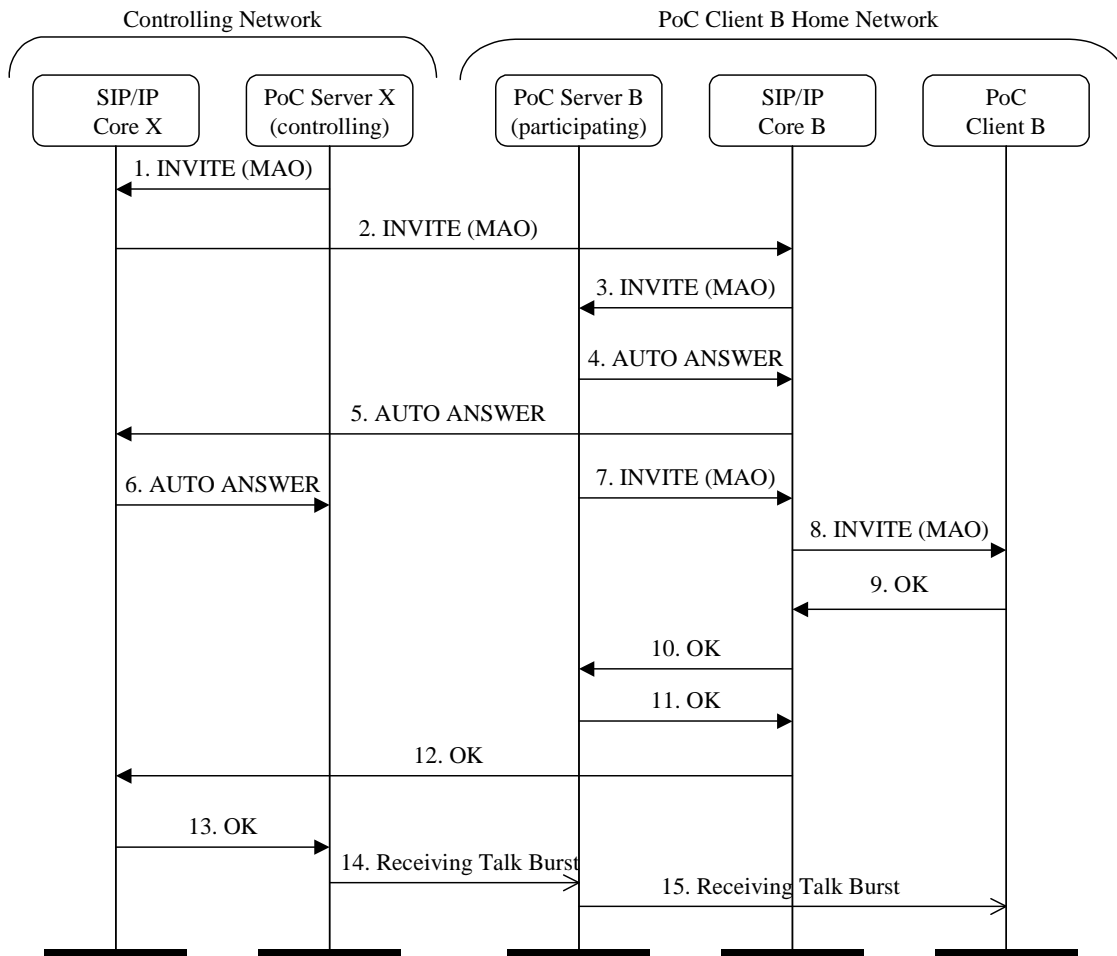 Controlling Network
PoC Client B Home Network
SIP/IP
Core X
PoC Server X
(controlling)
PoC Server B
(participating)
SIP/IP
Core B
PoC
Client B
1. INVITE (MAO)
2. INVITE (MAO)
3. INVITE (MAO)
4. AUTO ANSWER
5. AUTO ANSWER
6. AUTO ANSWER
7. INVITE (MAO)
8. INVITE (MAO)
9. OK
10. OK
11. OK
12. OK
13. OK
14. Receiving Talk Burst
15. Receiving Talk Burst